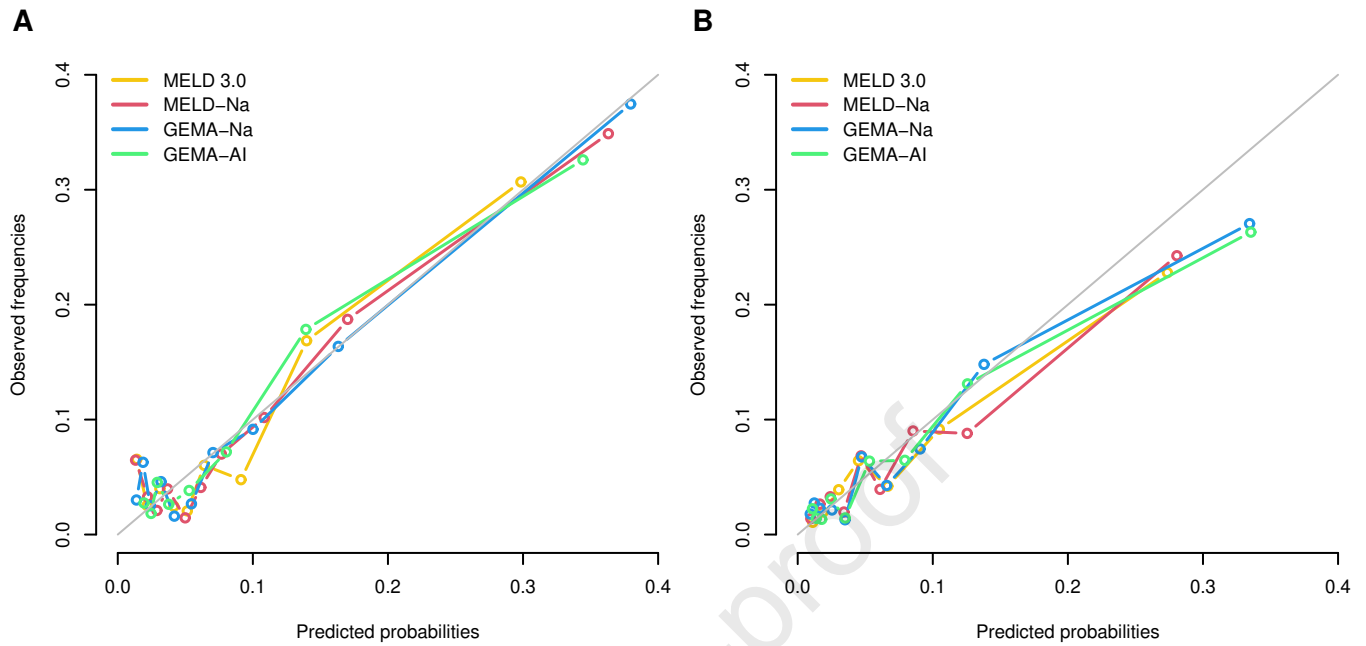 A
0.4
0.3
0.2
0.1
0.0
Observed frequencies
MELD 3.0
MELD−Na
GEMA−Na
GEMA−AI
0.0 0.1 0.2 0.3 0.4
Predicted probabilities
B
0.4
0.3
0.2
0.1
0.0
Observed frequencies
MELD 3.0
MELD−Na
GEMA−Na
GEMA−AI
0.0 0.1 0.2 0.3 0.4
Predicted probabilities
proof